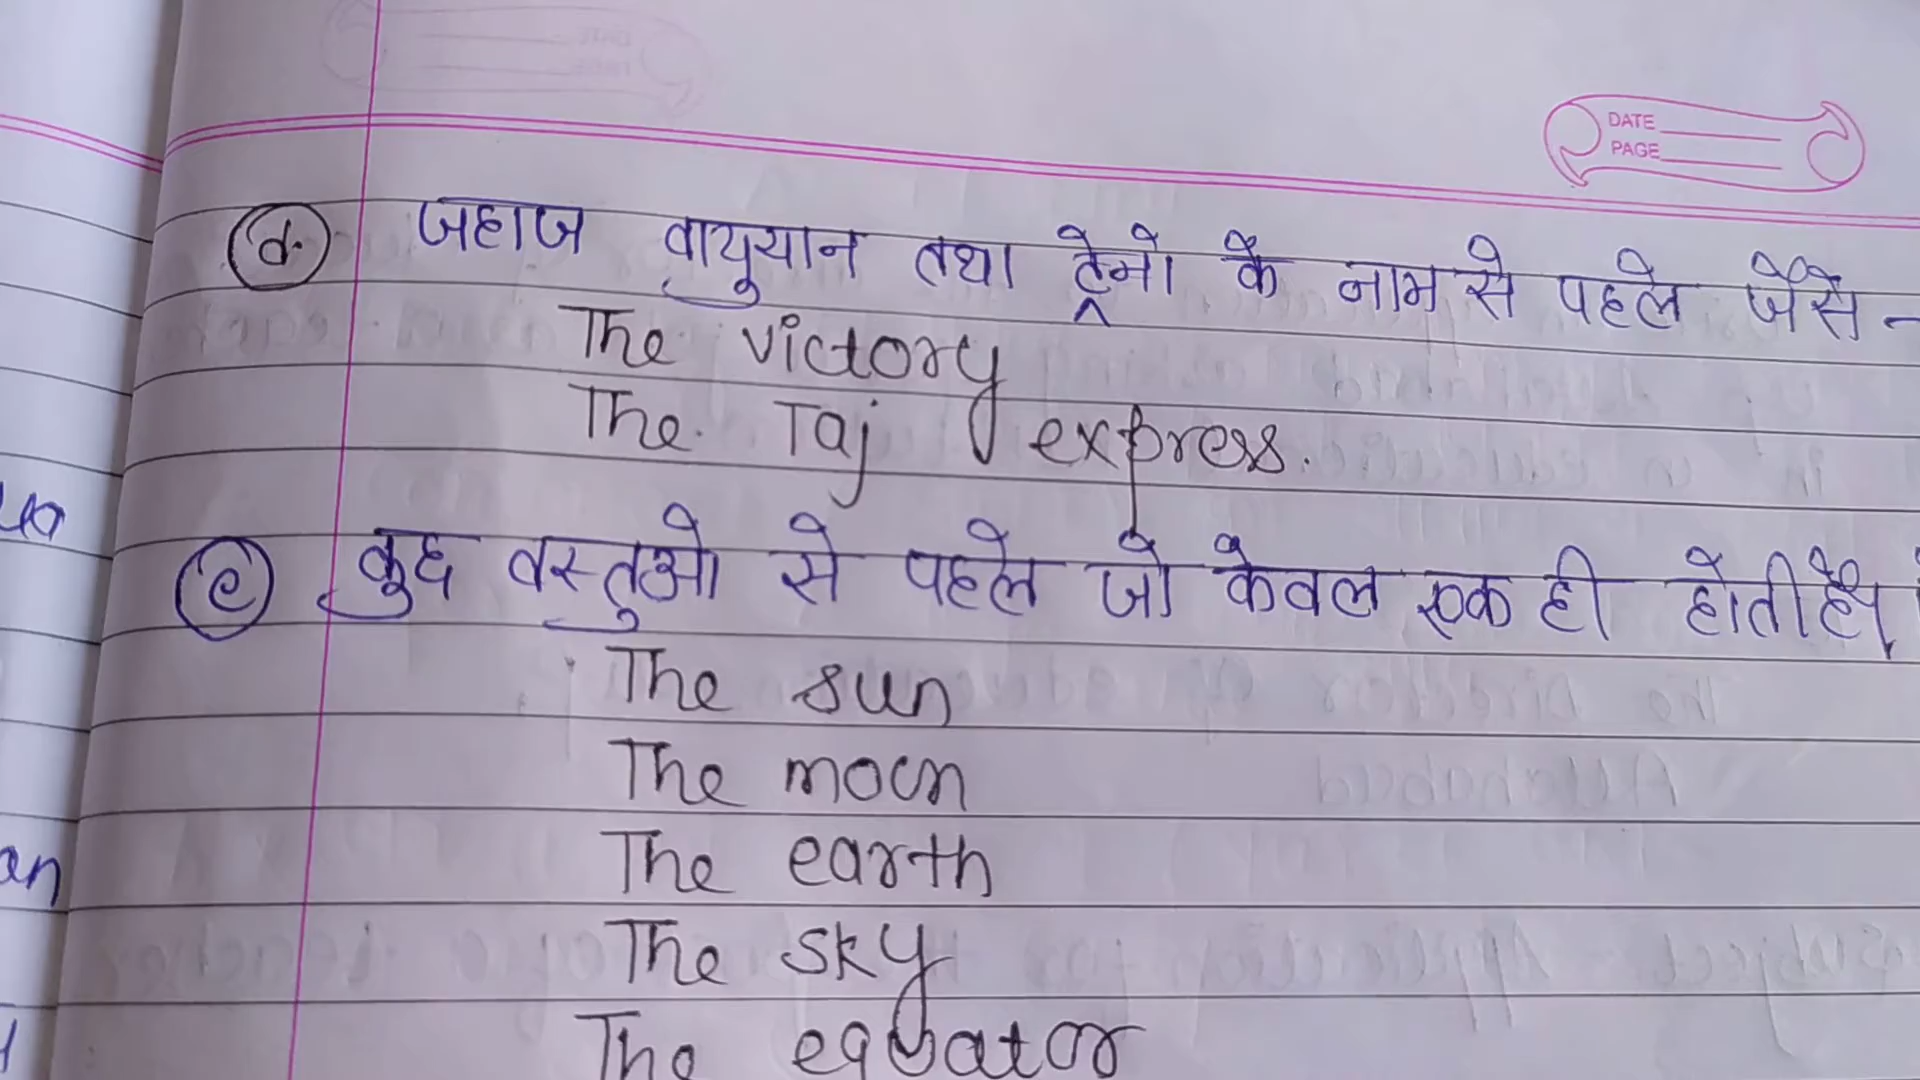 DATE
PAGE
d. जहाज वायुयान तथा ट्रेनो के नाम से पहले जैसे -
The victory
The Taj express.
e कुछ वस्तुओ से पहले जो केवल एक ही होती है।
The sun
The moon
The earth
The sky
The equator
an